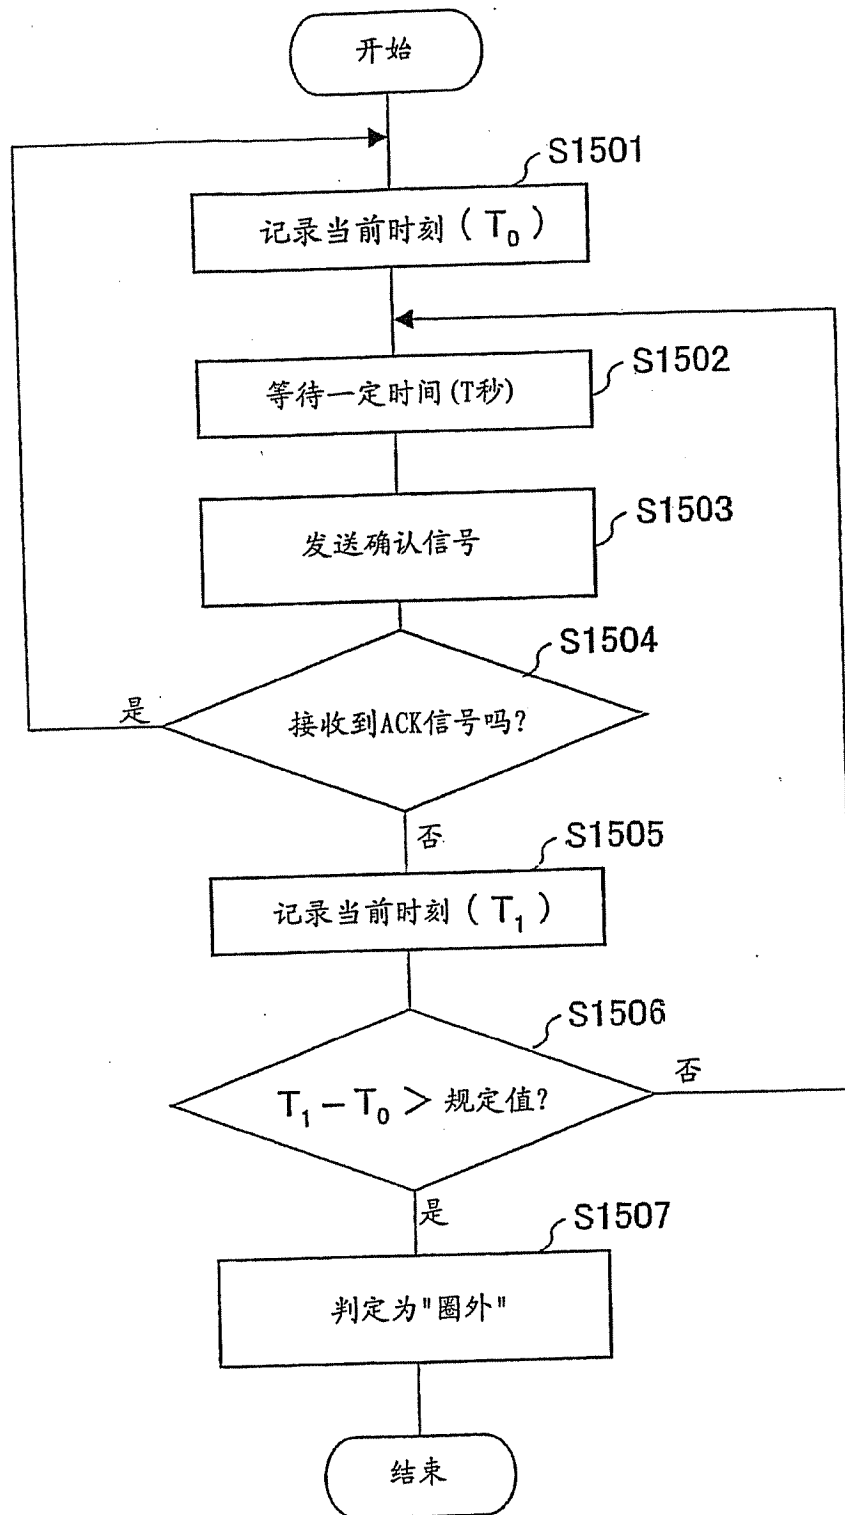 开始
S1501
记录当前时刻(T₀)
S1502
等待一定时间(T秒)
S1503
发送确认信号
S1504
是
接收到ACK信号吗?
否
S1505
记录当前时刻(T₁)
S1506
否
T₁-T₀>规定值?
是
S1507
判定为"圈外"
结束